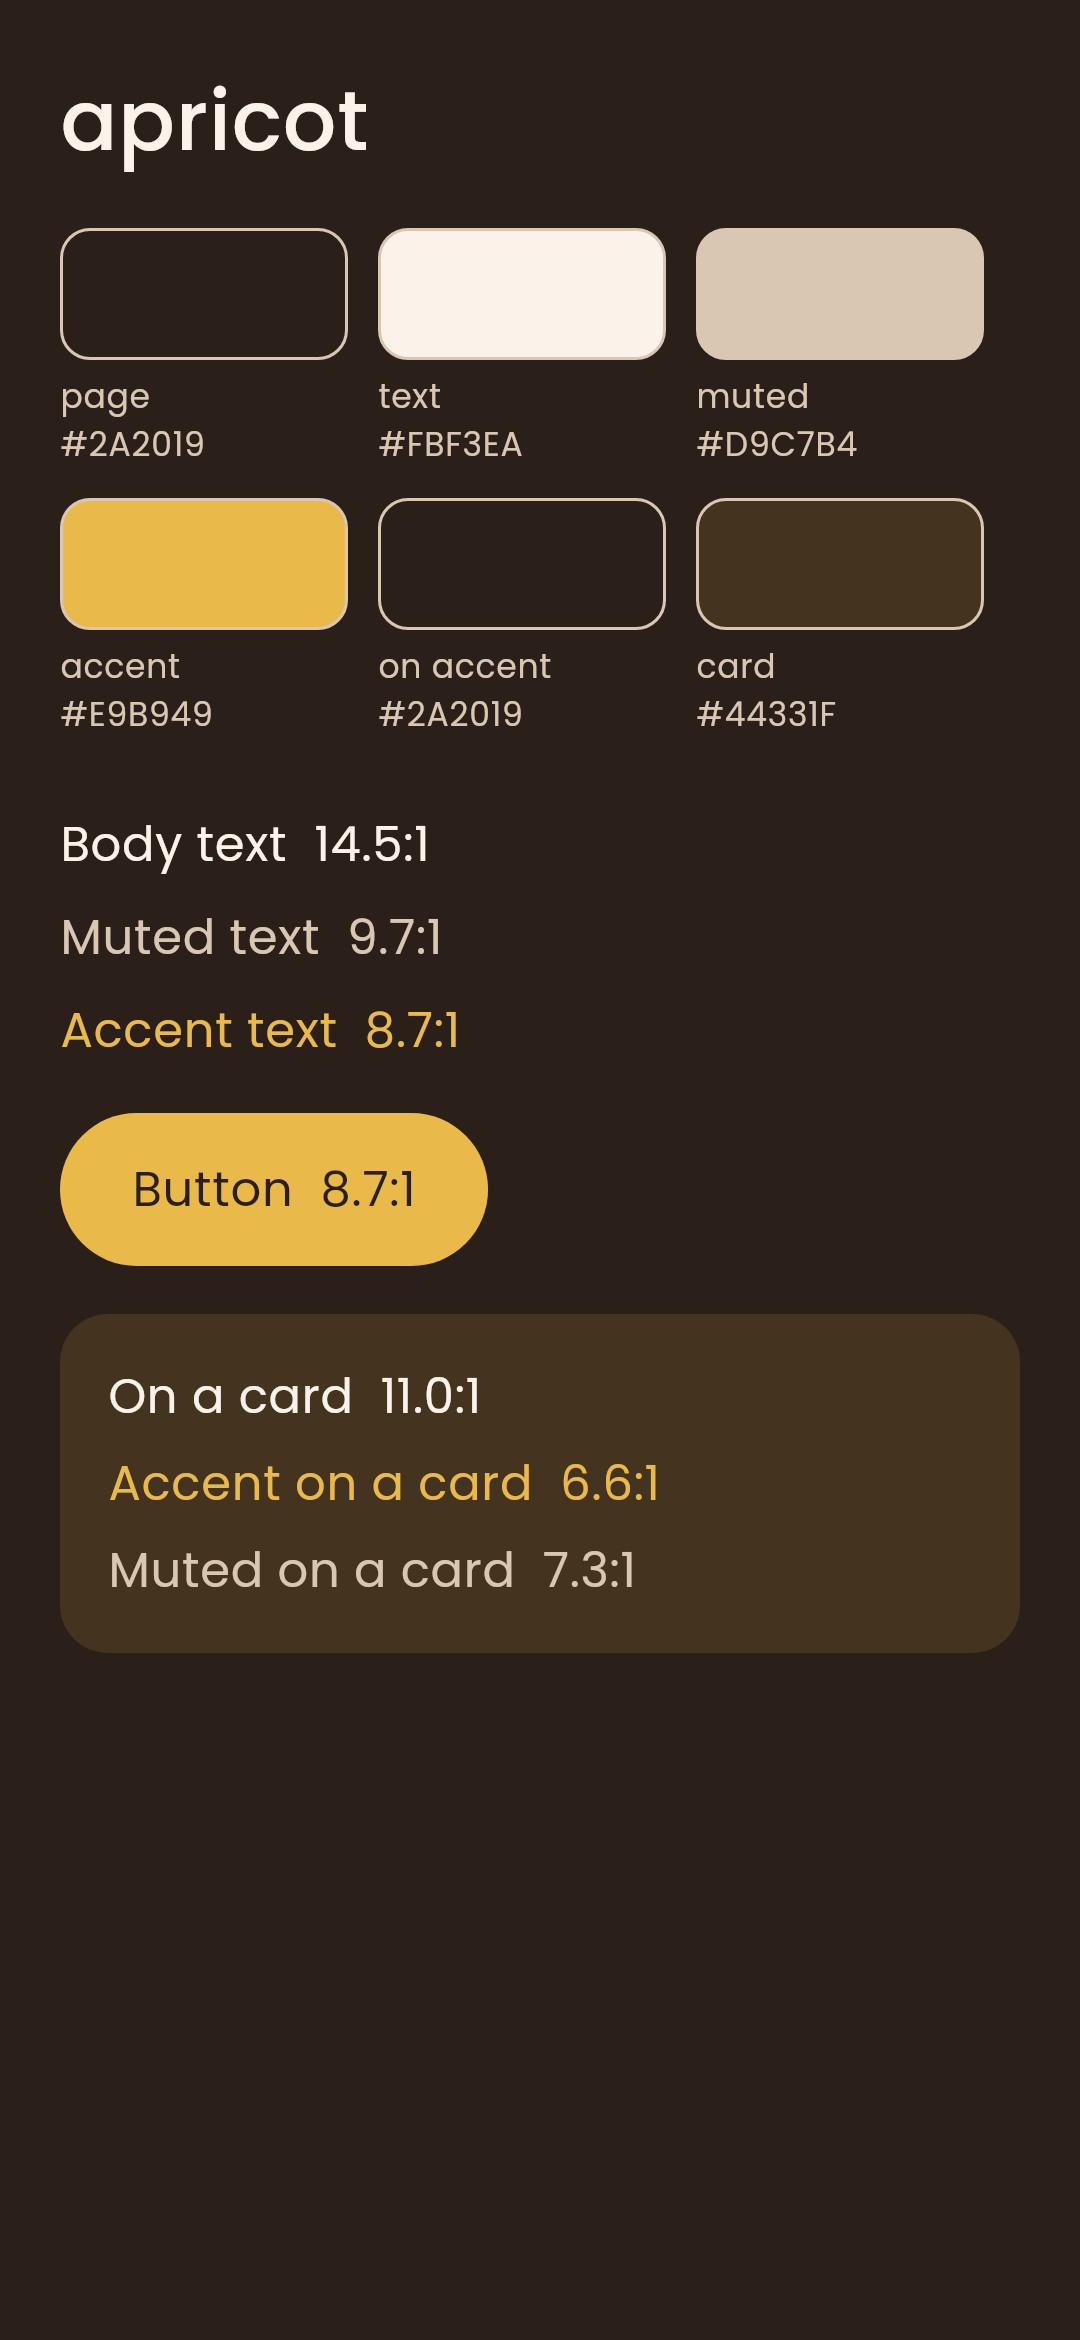 apricot
page
#2A2019
text
#FBF3EA
muted
#D9C7B4
accent
#E9B949
on accent
#2A2019
card
#44331F
Body text 14.5:1
Muted text 9.7:1
Accent text 8.7:1
Button 8.7:1
On a card 11.0:1
Accent on a card 6.6:1
Muted on a card 7.3:1